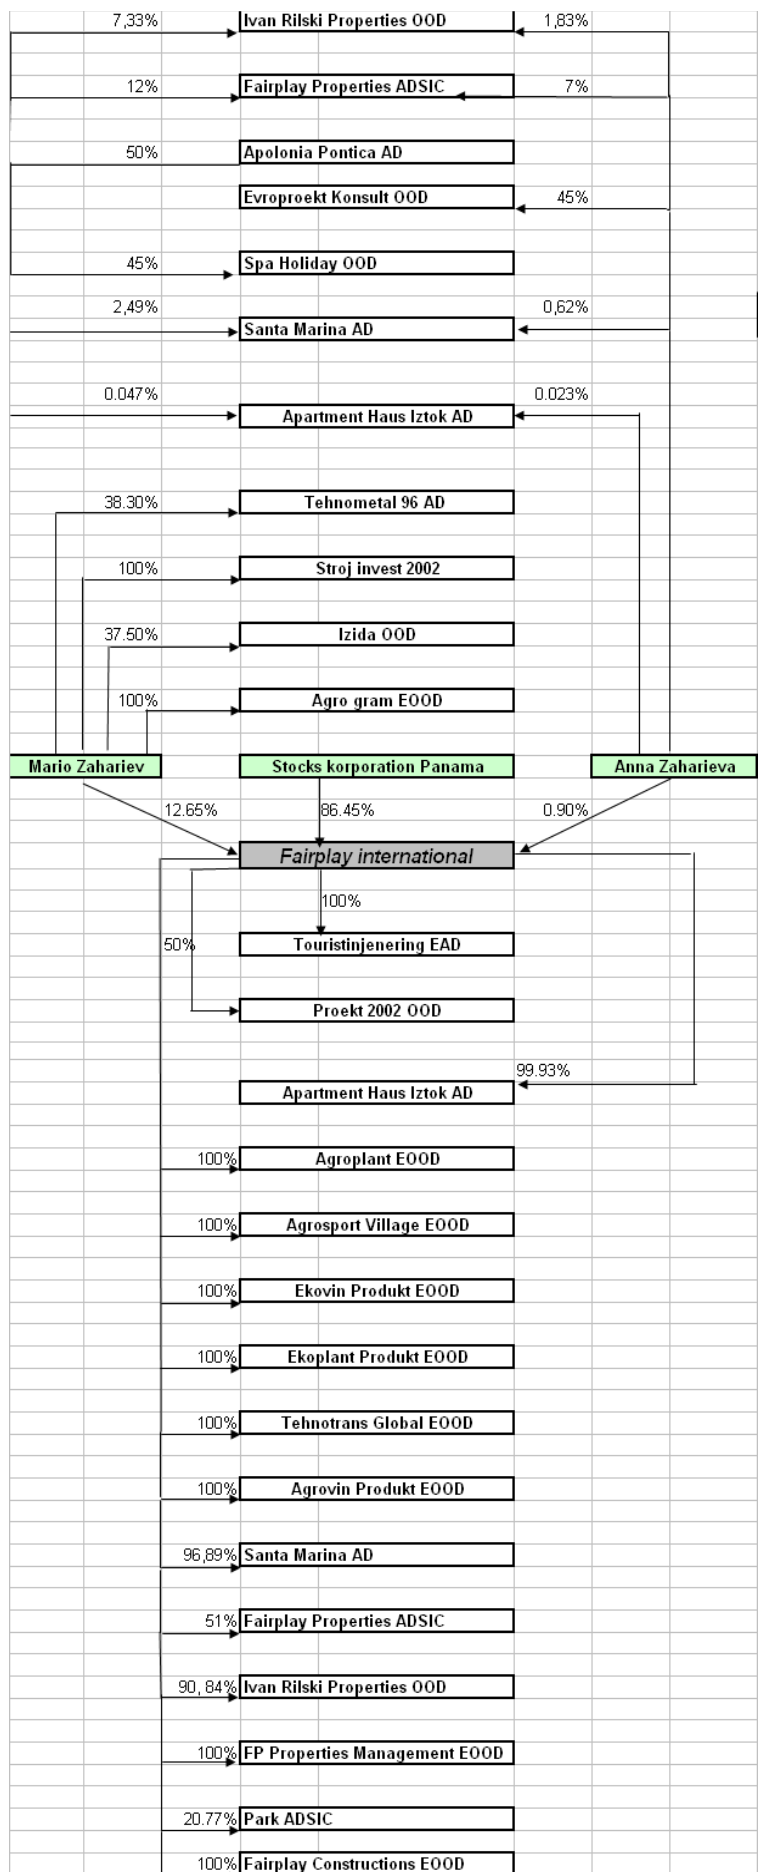 7,33% Ivan Rilski Properties OOD 1,83%
12% Fairplay Properties ADSIC 7%
50% Apolonia Pontica AD
Evroproekt Konsult OOD 45%
45% Spa Holiday OOD
2,49% Santa Marina AD 0,62%
0.047% Apartment Haus Iztok AD 0.023%
38.30% Tehnometal 96 AD
100% Stroj invest 2002
37.50% Izida OOD
100% Agro gram EOOD
Mario Zahariev Stocks korporation Panama Anna Zaharieva
12.65% 86.45% 0.90%
Fairplay international
100%
50% Touristinjenering EAD
Proekt 2002 OOD
99.93%
Apartment Haus Iztok AD
100% Agroplant EOOD
100% Agrosport Village EOOD
100% Ekovin Produkt EOOD
100% Ekoplant Produkt EOOD
100% Tehnotrans Global EOOD
100% Agrovin Produkt EOOD
96,89% Santa Marina AD
51% Fairplay Properties ADSIC
90, 84% Ivan Rilski Properties OOD
100% FP Properties Management EOOD
20.77% Park ADSIC
100% Fairplay Constructions EOOD